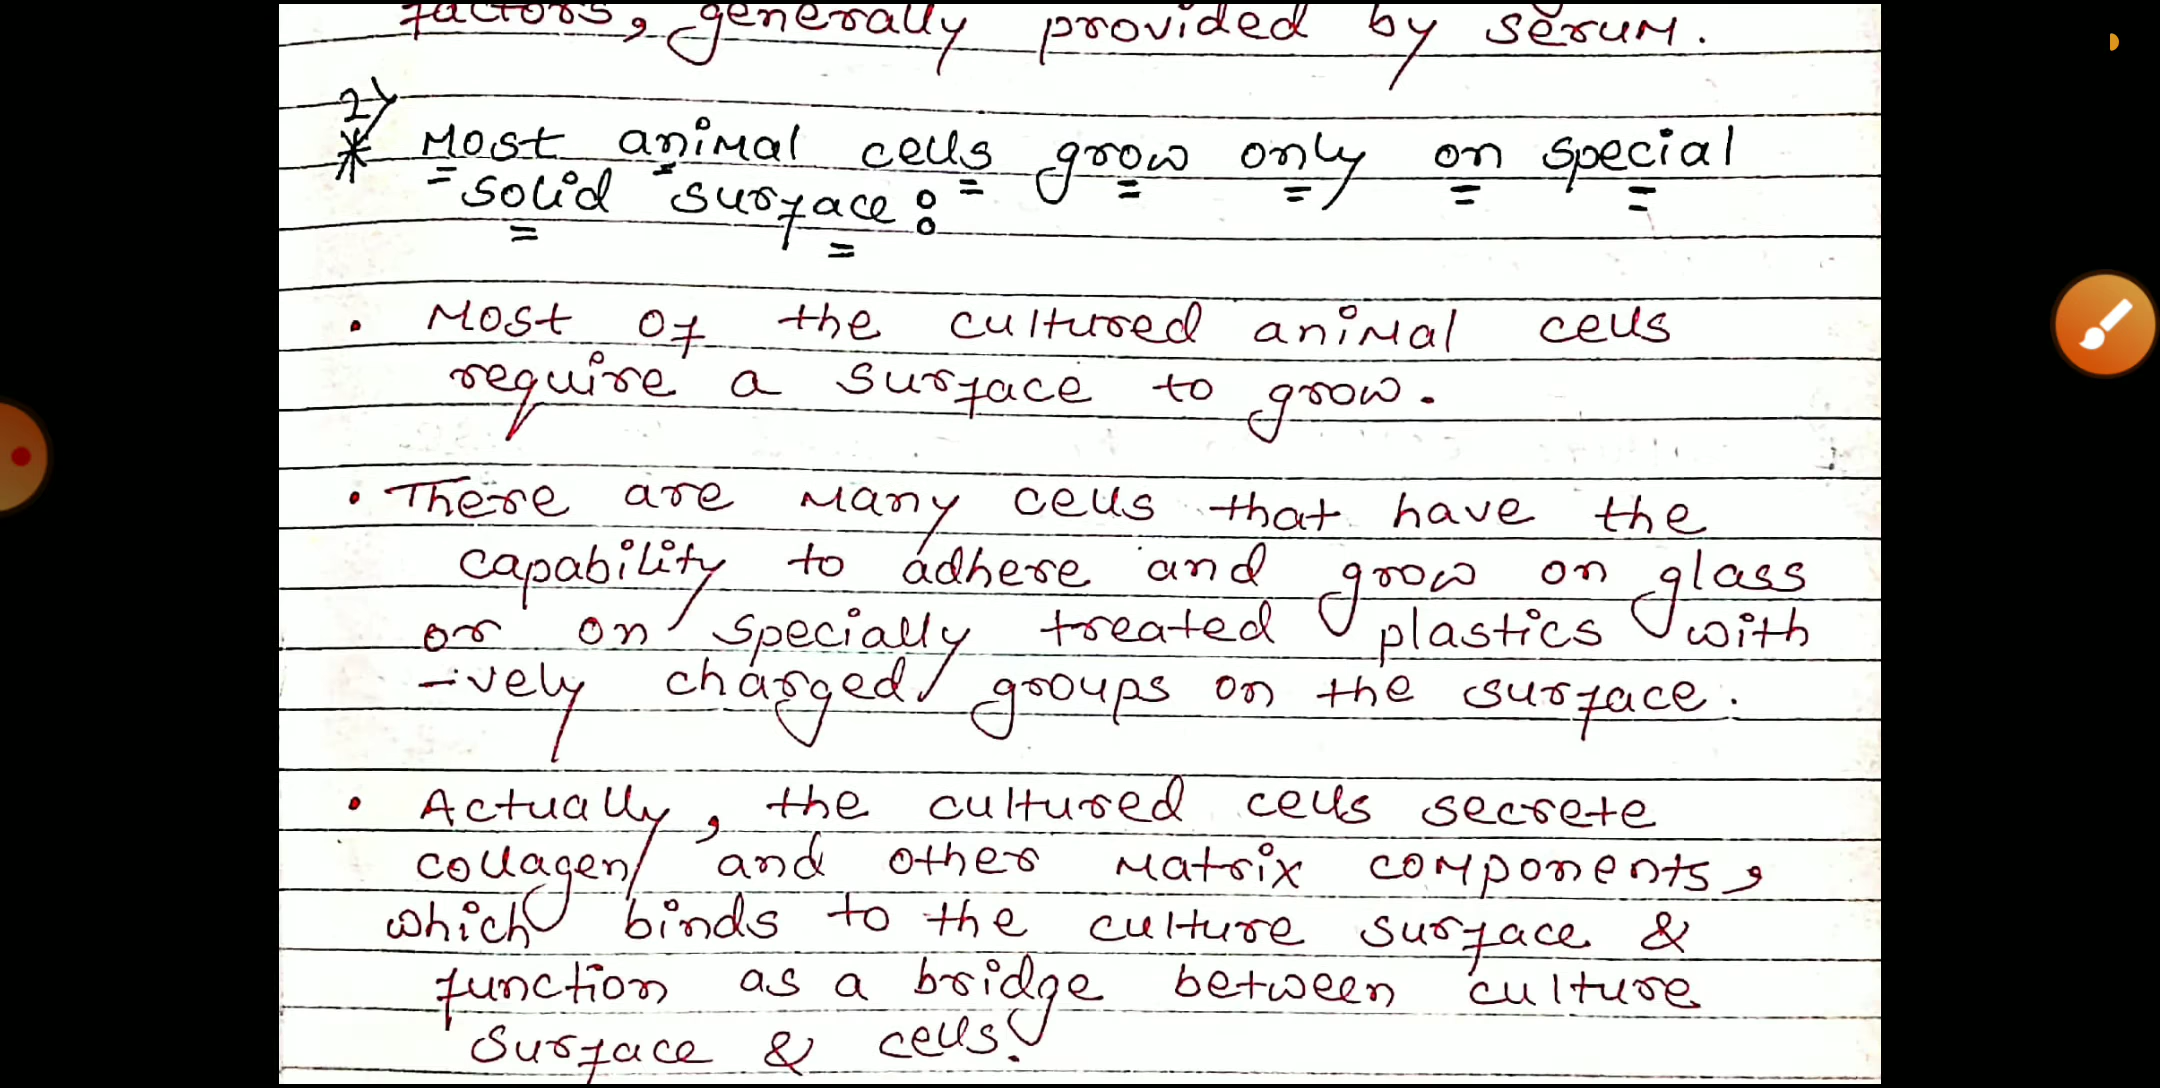 factors, generally provided by serum.
2)
* Most animal cells grow only on special
solid surface:
• Most of the cultured animal cells
require a surface to grow.
• There are many cells that have the
capability to adhere and grow on glass
or on specially treated plastics with
-ively charged groups on the surface.
• Actually, the cultured cells secrete
collagen and other matrix components,
which binds to the culture surface &
function as a bridge between culture
surface & cells.